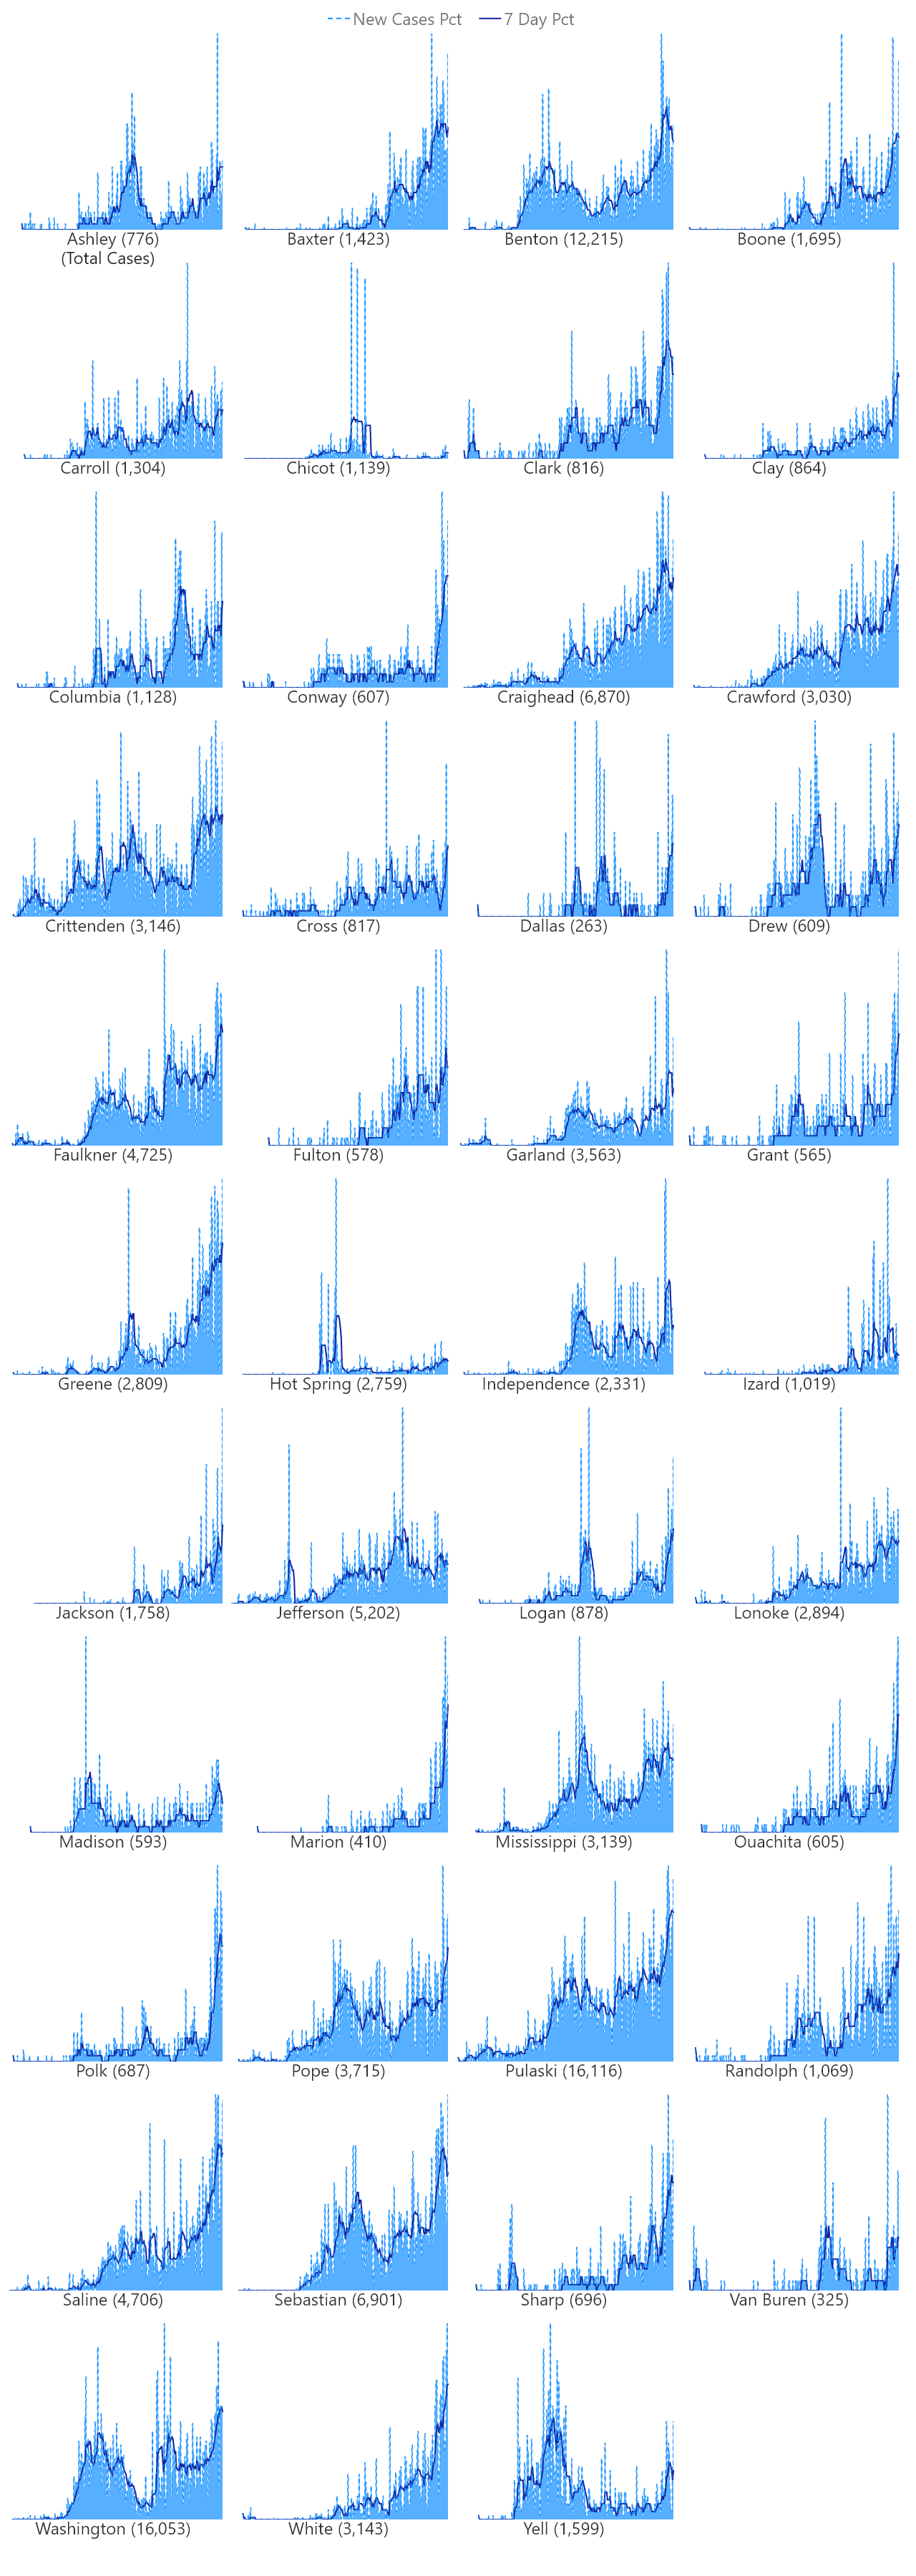 New Cases Pct 7 Day Pct
Ashley (776) Baxter (1,423) Benton (12,215) Boone (1,695)
(Total Cases)
Carroll (1,304) Chicot (1,139) Clark (816) Clay (864)
Columbia (1,128) Conway (607) Craighead (6,870) Crawford (3,030)
Crittenden (3,146) Cross (817) Dallas (263) Drew (609)
Faulkner (4,725) Fulton (578) Garland (3,563) Grant (565)
Greene (2,809) Hot Spring (2,759) Independence (2,331) Izard (1,019)
Jackson (1,758) Jefferson (5,202) Logan (878) Lonoke (2,894)
Madison (593) Marion (410) Mississippi (3,139) Ouachita (605)
Polk (687) Pope (3,715) Pulaski (16,116) Randolph (1,069)
Saline (4,706) Sebastian (6,901) Sharp (696) Van Buren (325)
Washington (16,053) White (3,143) Yell (1,599)